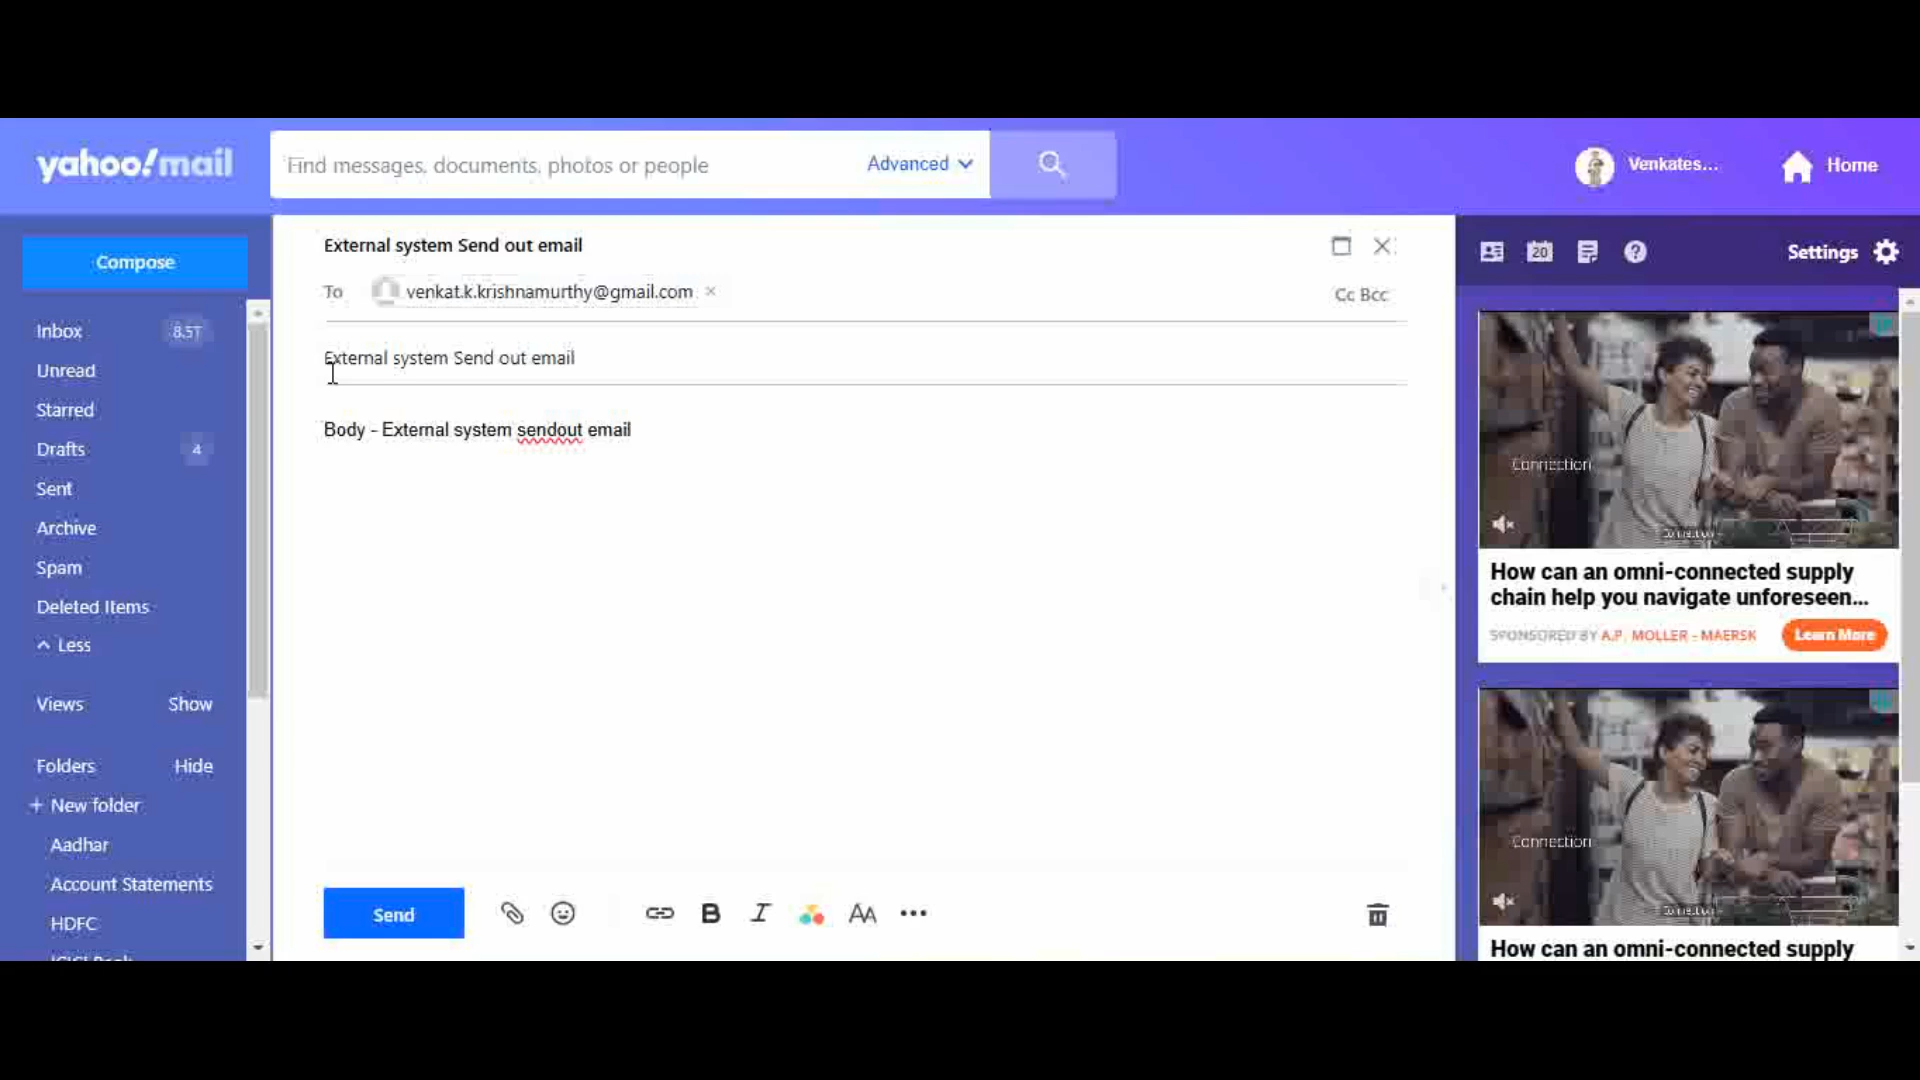 yahoo!mail
Find messages, documents, photos or people
Advanced
Venkates...
Home
Compose
Inbox 8.5T
Unread
Starred
Drafts 4
Sent
Archive
Spam
Deleted Items
Less
Views Show
Folders Hide
+ New folder
Aadhar
Account Statements
HDFC
External system Send out email
To venkat.k.krishnamurthy@gmail.com ×
Cc Bcc
External system Send out email
Body - External system sendout email
Send
20
Settings
Connection
How can an omni-connected supply
chain help you navigate unforeseen...
SPONSORED BY A.P. MOLLER - MAERSK
Learn More
Connection
How can an omni-connected supply